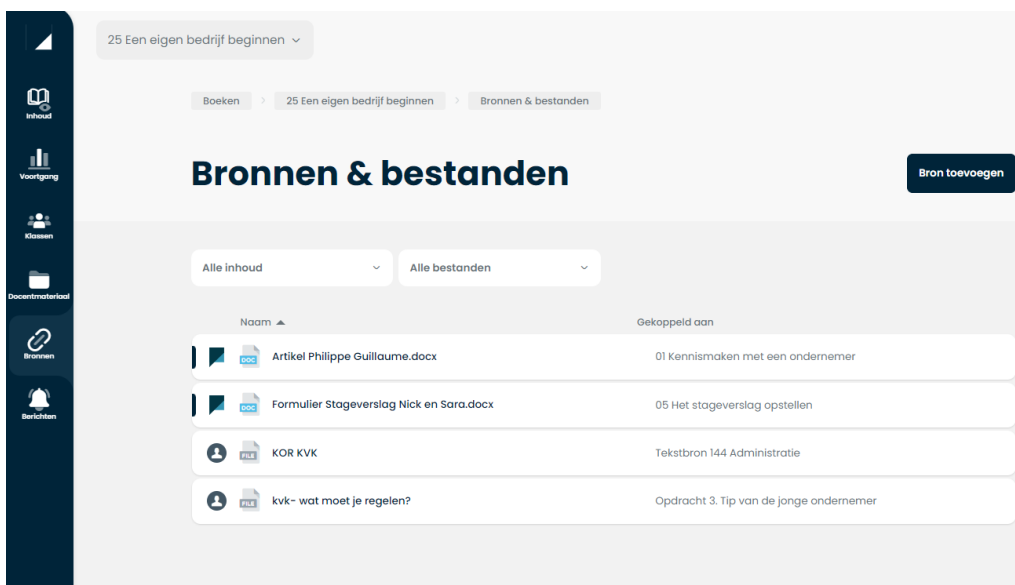 25 Een eigen bedrijf beginnen
Inhoud
Boeken
25 Een eigen bedrijf beginnen
Bronnen & bestanden
Voortgang
Bronnen & bestanden
Bron toevoegen
Klassen
Alle inhoud
Alle bestanden
Docentmateriaal
Naam
Gekoppeld aan
Bronnen
DOC
Artikel Philippe Guillaume.docx
01 Kennismaken met een ondernemer
Berichten
DOC
Formulier Stageverslag Nick en Sara.docx
05 Het stageverslag opstellen
FILE
KOR KVK
Tekstbron 144 Administratie
FILE
kvk- wat moet je regelen?
Opdracht 3. Tip van de jonge ondernemer